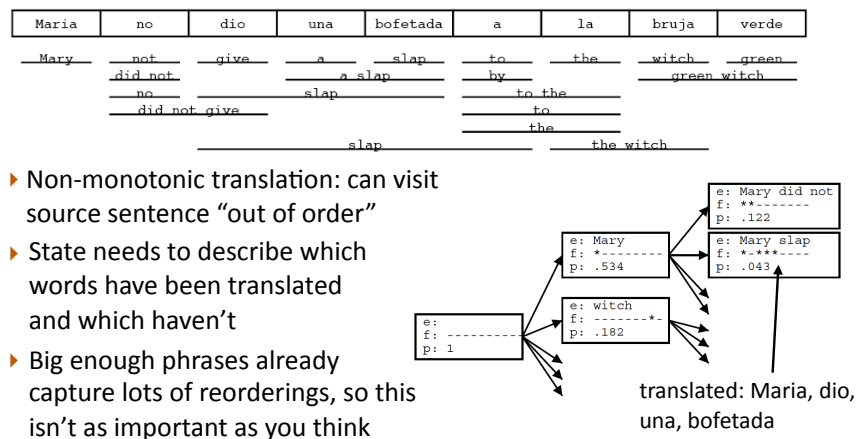 Maria no dio una bofetada a la bruja verde
Mary not give a slap to the witch green
did not a slap by green witch
no slap to the
did not give to
the
slap the witch
▸ Non-monotonic translation: can visit
source sentence “out of order”
▸ State needs to describe which
words have been translated
and which haven’t
▸ Big enough phrases already
capture lots of reorderings, so this
isn’t as important as you think
e:
f: ---------
p: 1
e: Mary
f: *--------
p: .534
e: witch
f: -------*-
p: .182
e: Mary did not
f: **-------
p: .122
e: Mary slap
f: *-***----
p: .043
translated: Maria, dio,
una, bofetada